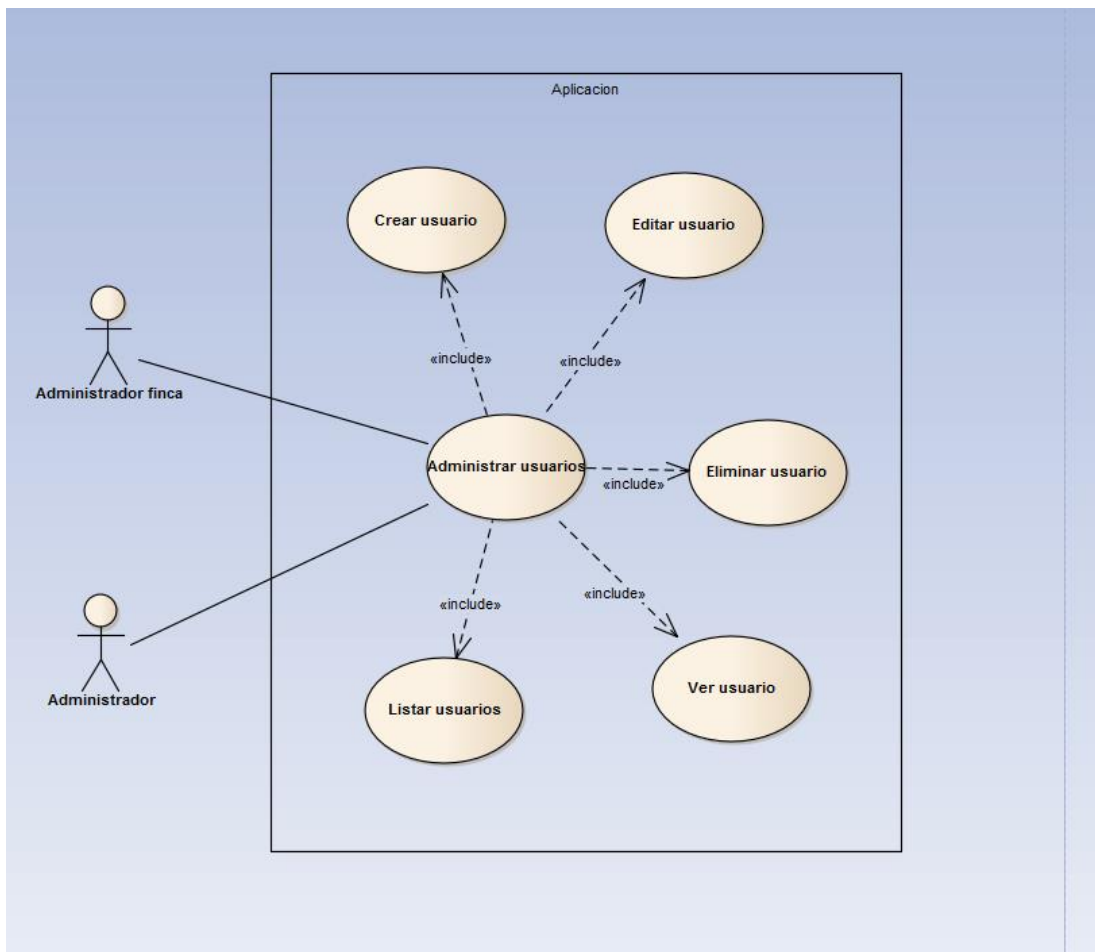 Aplicacion
Crear usuario
Editar usuario
«include»
«include»
Administrador finca
Administrar usuarios
Eliminar usuario
«include»
«include»
«include»
Administrador
Listar usuarios
Ver usuario